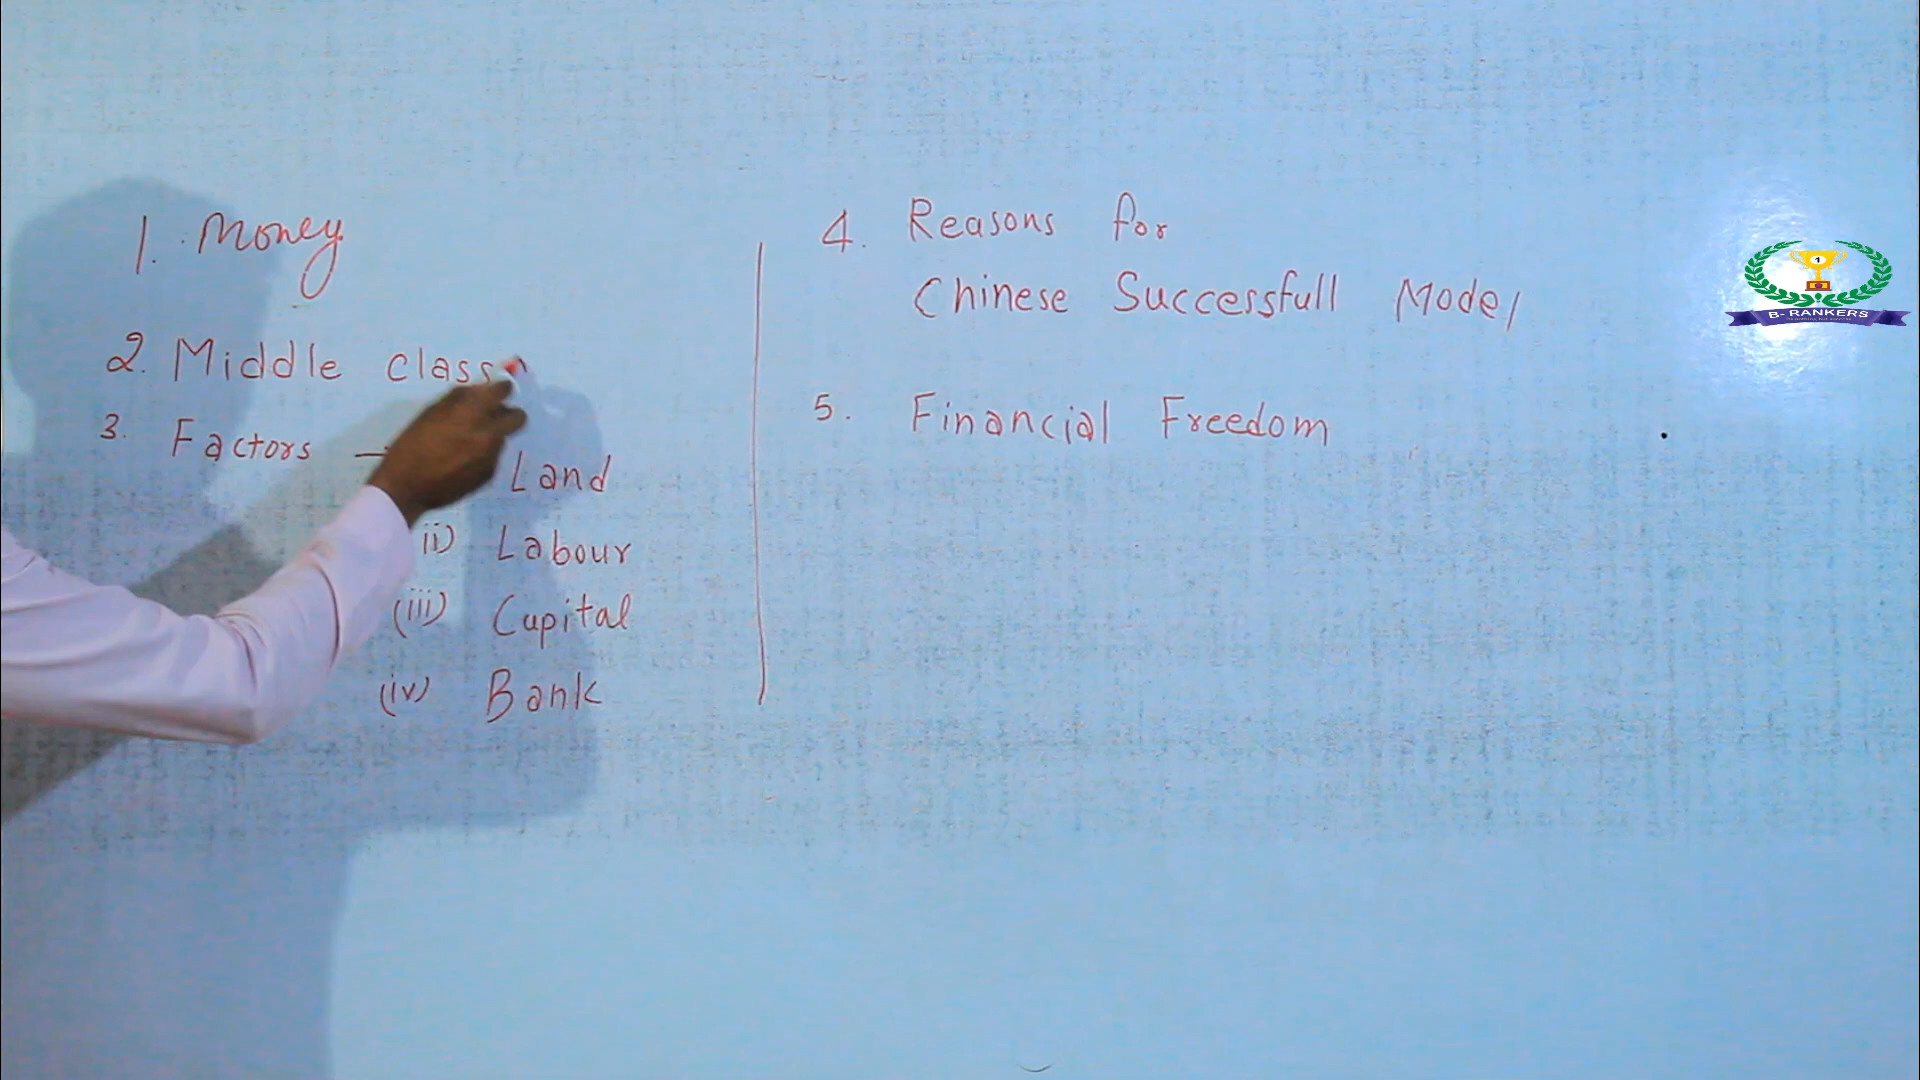 1. Money
2. Middle class
3. Factors →
Land
ii) Labour
(iii) Capital
(iv) Bank
4. Reasons for
Chinese Successfull Model
5. Financial Freedom
1
B- RANKERS